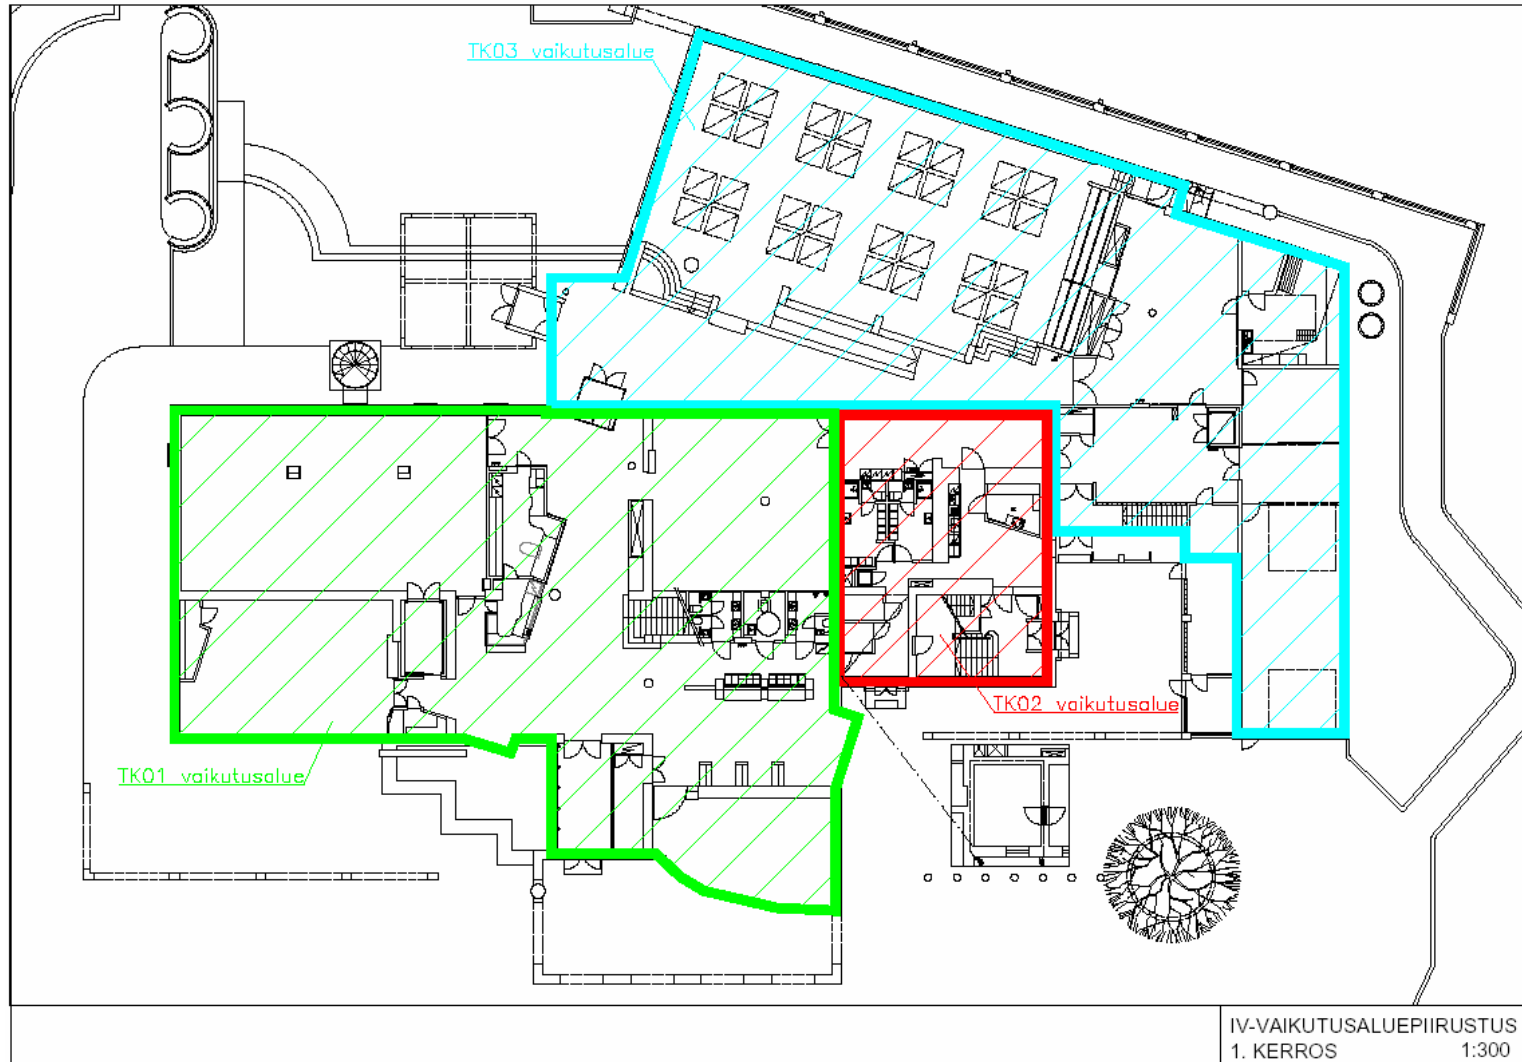 TK03 vaikutusalue
TK02 vaikutusalue
TK01 vaikutusalue
IV-VAIKUTUSALUEPIIRUSTUS
1. KERROS 1:300